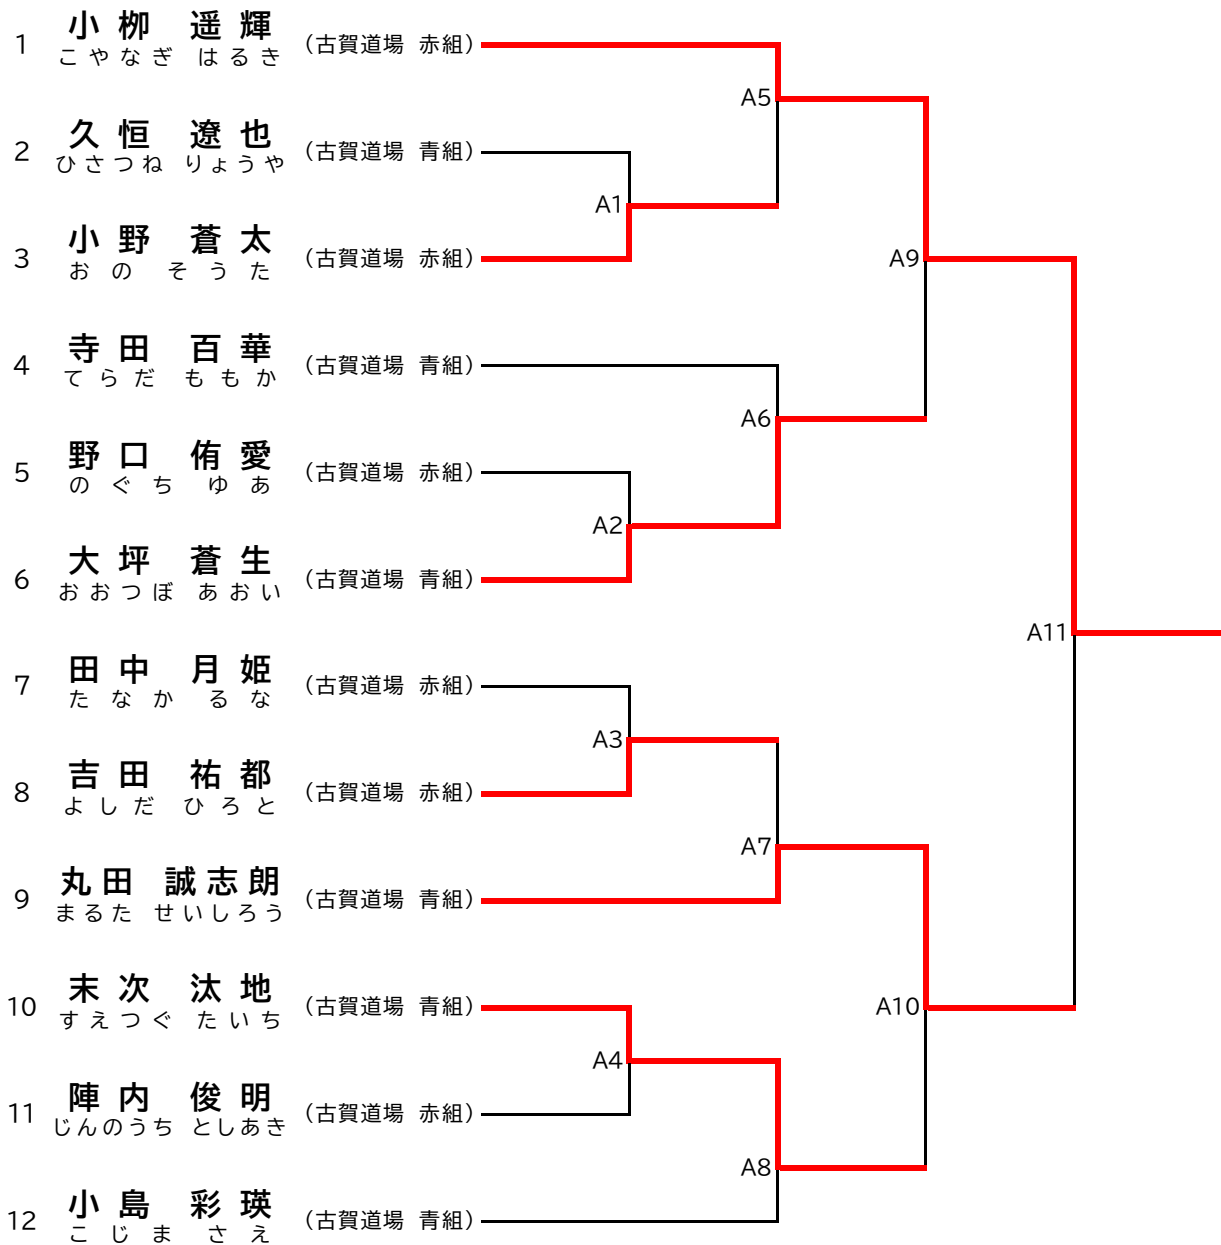 1 小栁 遥輝 (古賀道場 赤組)
こやなぎ はるき
A5
2 久恒 遼也 (古賀道場 青組)
ひさつね りょうや
A1
3 小野 蒼太 (古賀道場 赤組)
おの そうた
A9
4 寺田 百華 (古賀道場 青組)
てらだ ももか
A6
5 野口 侑愛 (古賀道場 赤組)
のぐち ゆあ
A2
6 大坪 蒼生 (古賀道場 青組)
おおつぼ あおい
A11
7 田中 月姫 (古賀道場 赤組)
たなか るな
A3
8 吉田 祐都 (古賀道場 赤組)
よしだ ひろと
A7
9 丸田 誠志朗 (古賀道場 青組)
まるた せいしろう
10 末次 汰地 (古賀道場 青組)
すえつぐ たいち
A10
A4
11 陣内 俊明 (古賀道場 赤組)
じんのうち としあき
A8
12 小島 彩瑛 (古賀道場 青組)
こじま さえ